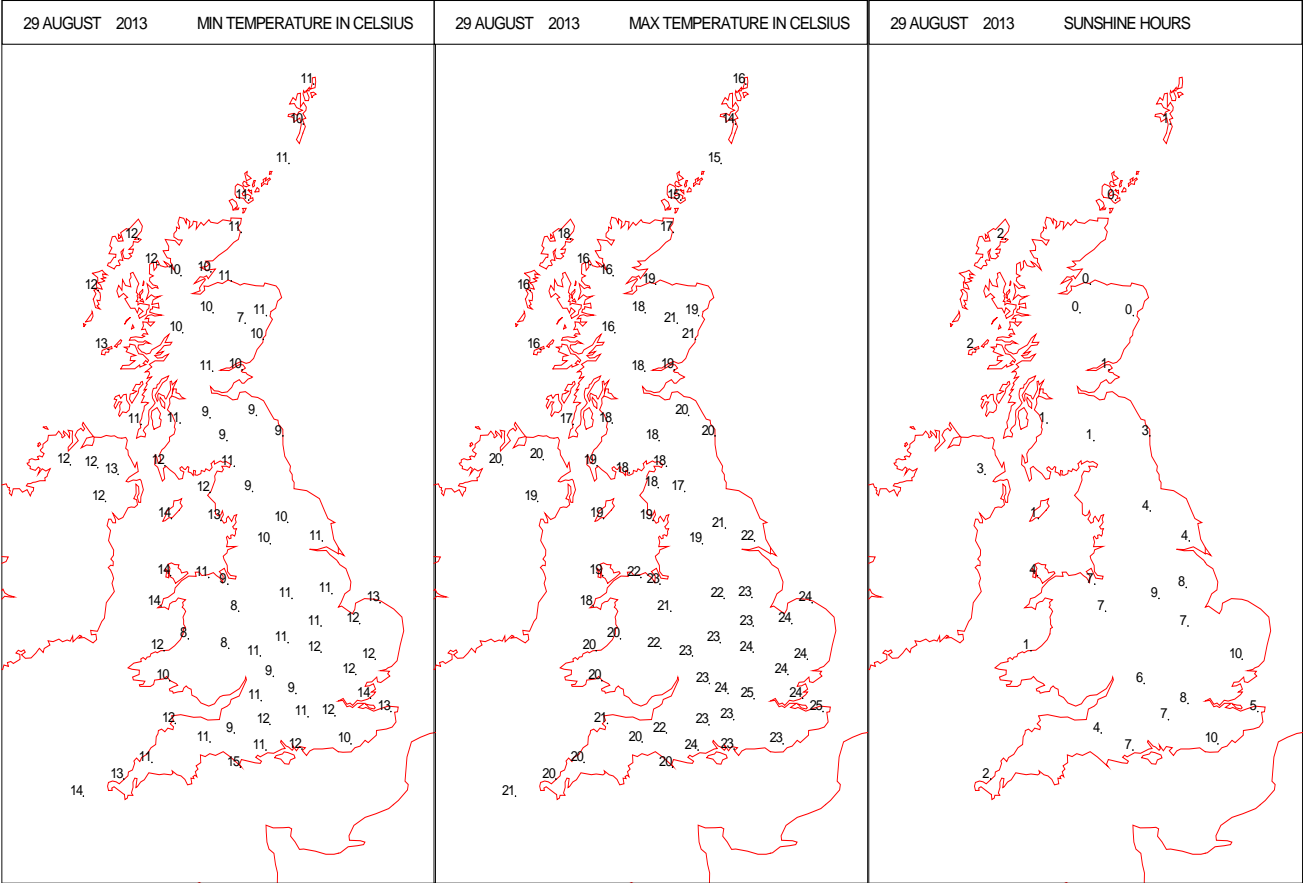 29 AUGUST 2013 MIN TEMPERATURE IN CELSIUS
11
10
11
11
11
12
12
10 10
11
12
10 11
7
10 10
13
11 10
11 11 9 9
9 9
12 12 13 12 11
12 12 9
14 13 10
10 11
14 11 9
11 11
14 8 13
8 11 12
12 8 11 12
11 12
10 9 12
11 9 14
12 12 11 12 13
11 9 11 12 10
11 15
13
14
29 AUGUST 2013 MAX TEMPERATURE IN CELSIUS
16
14
15
15
17
18
16 16
19
16
18 21 19
16 21
16
18 19
17 18 20
18 20
20 20 19 18 18
19 18 17
19 19 21
19 22
19 22 23
22 23
18 21 24
20 23 23 24
20 22 23 24 24
20 23 24 24
24 25 25
21 22 23 23
20 24 23 23
20 20
20
21
29 AUGUST 2013 SUNSHINE HOURS
16
1
2
0
0 0
2
1
1 1 3
3
1 4
4
4 7 8
7 9
7
1 10
6
8 5
4 7 10
7
2